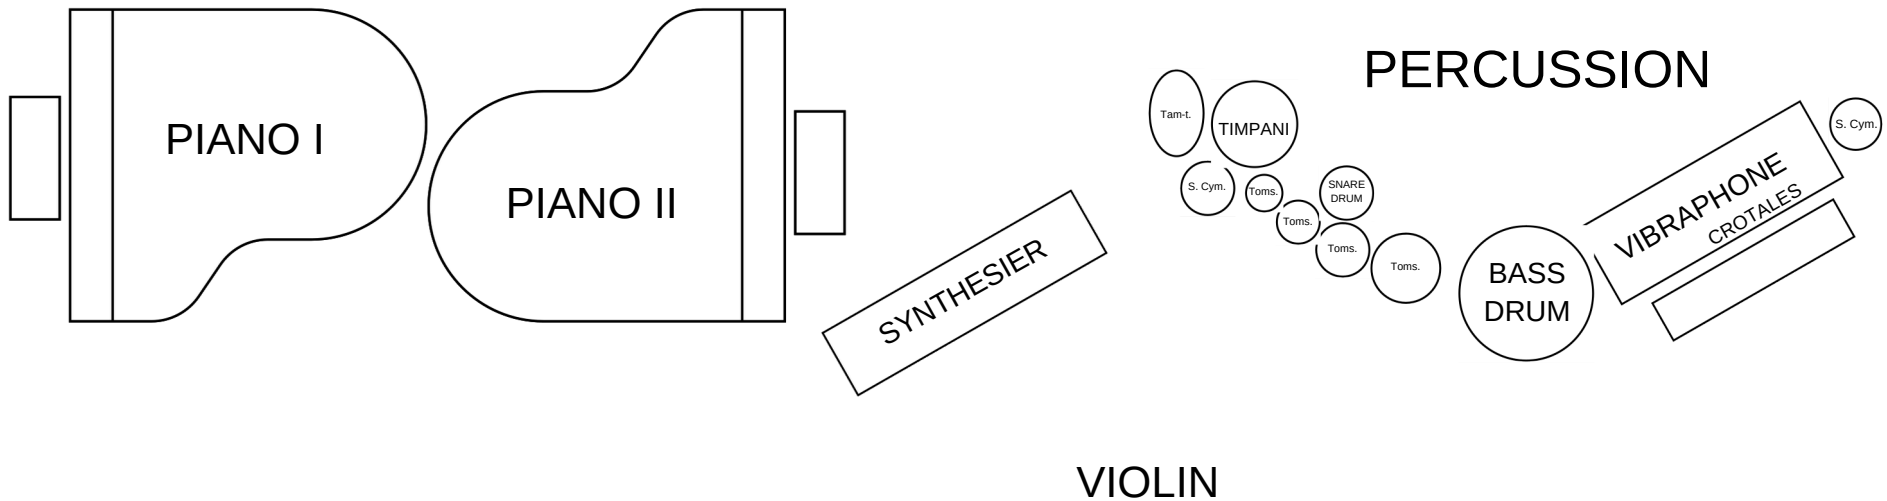 PERCUSSION
PIANO I
PIANO II
SYNTHESIER
Tam-t.
TIMPANI
S. Cym.
Toms.
Toms.
SNARE
DRUM
Toms.
Toms.
BASS
DRUM
VIBRAPHONE
CROTALES
S. Cym.
VIOLIN